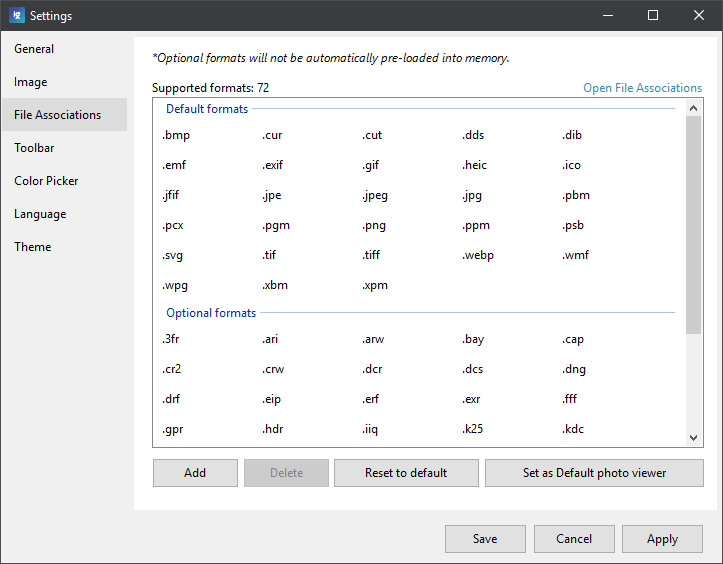 ig Settings
General
Image
File Associations
Toolbar
Color Picker
Language
Theme
*Optional formats will not be automatically pre-loaded into memory.
Supported formats: 72 Open File Associations
Default formats
.bmp .cur .cut .dds .dib
.emf .exif .gif .heic .ico
.jfif .jpe .jpeg .jpg .pbm
.pcx .pgm .png .ppm .psb
.svg .tif .tiff .webp .wmf
.wpg .xbm .xpm
Optional formats
.3fr .ari .arw .bay .cap
.cr2 .crw .dcr .dcs .dng
.drf .eip .erf .exr .fff
.gpr .hdr .iiq .k25 .kdc
Add Delete Reset to default Set as Default photo viewer
Save Cancel Apply